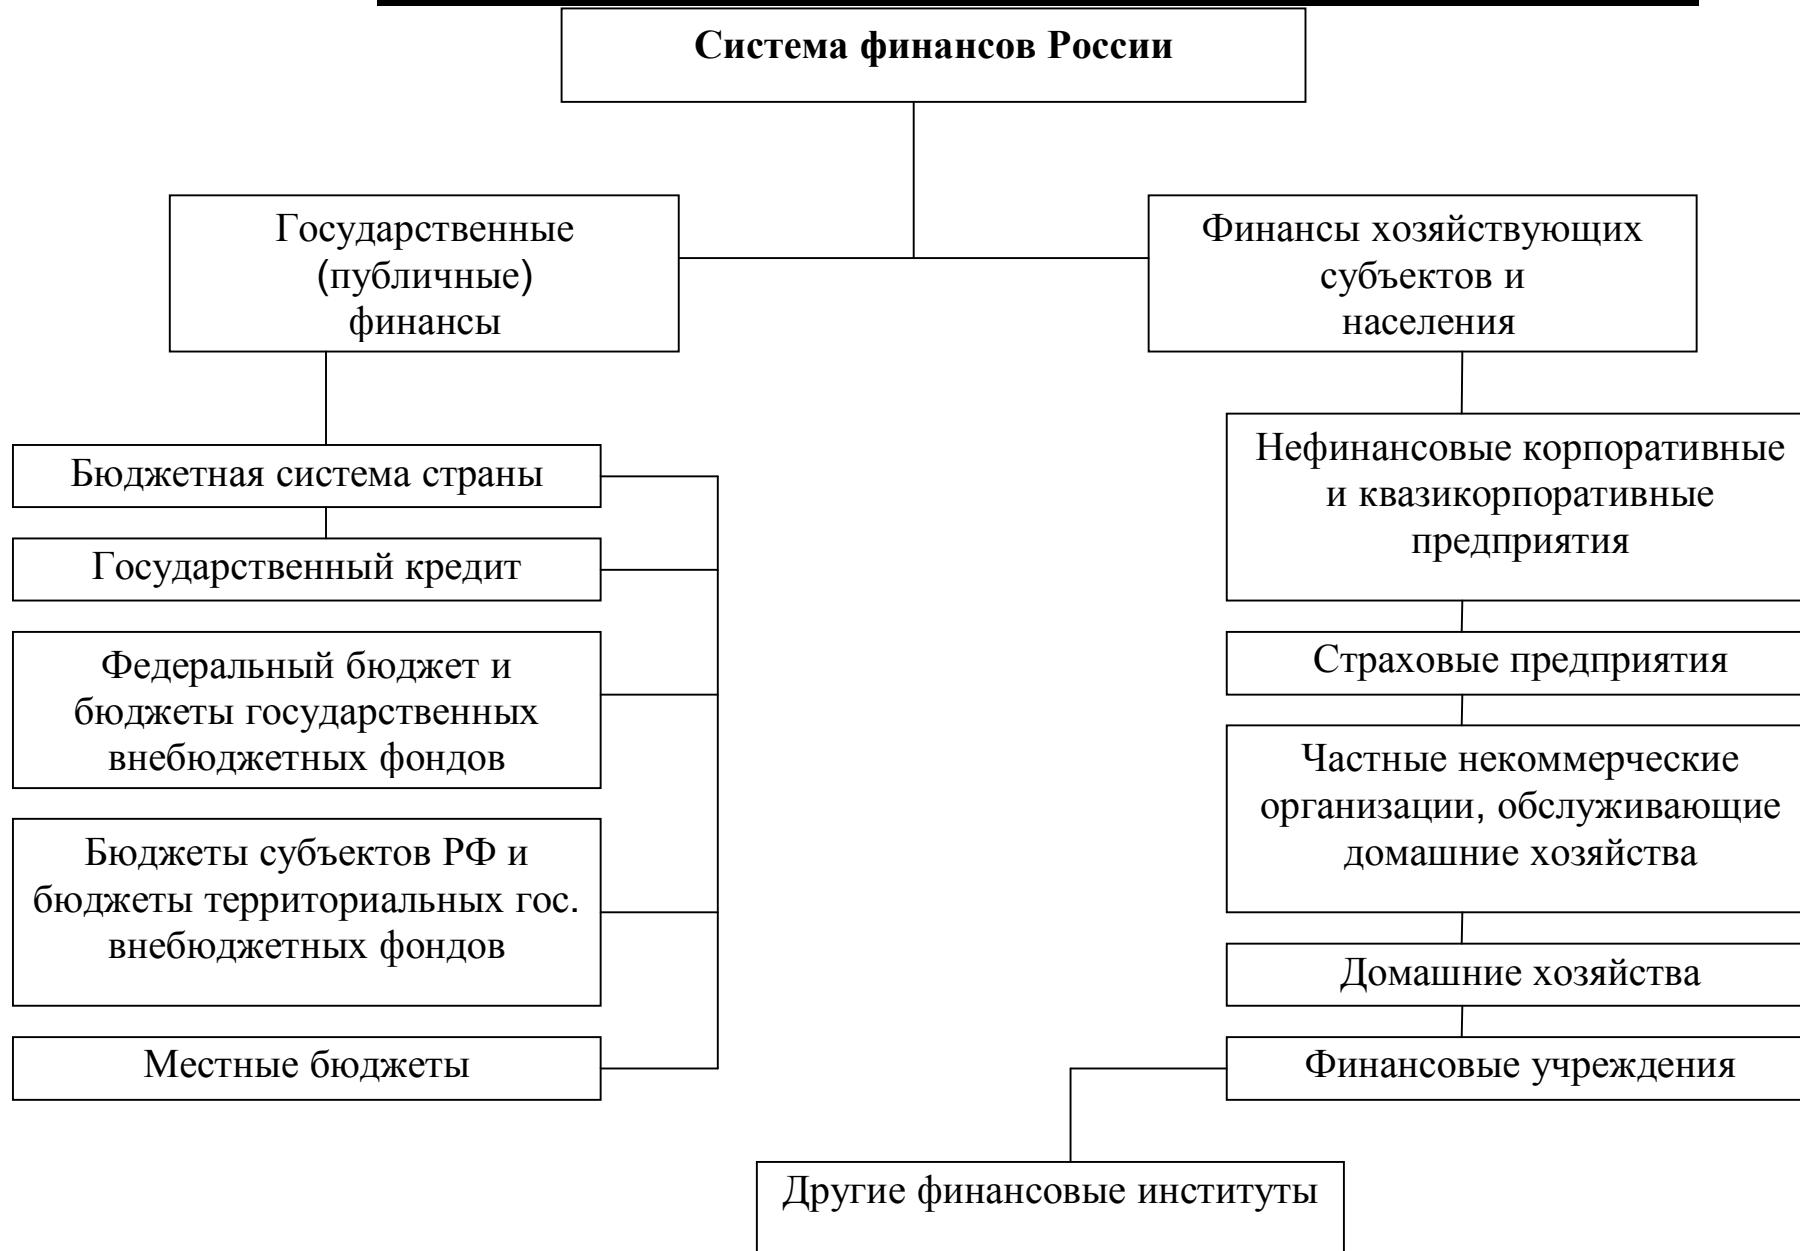 Система финансов России
Государственные
(публичные)
финансы
Финансы хозяйствующих
субъектов и
населения
Бюджетная система страны
Государственный кредит
Федеральный бюджет и
бюджеты государственных
внебюджетных фондов
Бюджеты субъектов РФ и
бюджеты территориальных гос.
внебюджетных фондов
Местные бюджеты
Нефинансовые корпоративные
и квазикорпоративные
предприятия
Страховые предприятия
Частные некоммерческие
организации, обслуживающие
домашние хозяйства
Домашние хозяйства
Финансовые учреждения
Другие финансовые институты